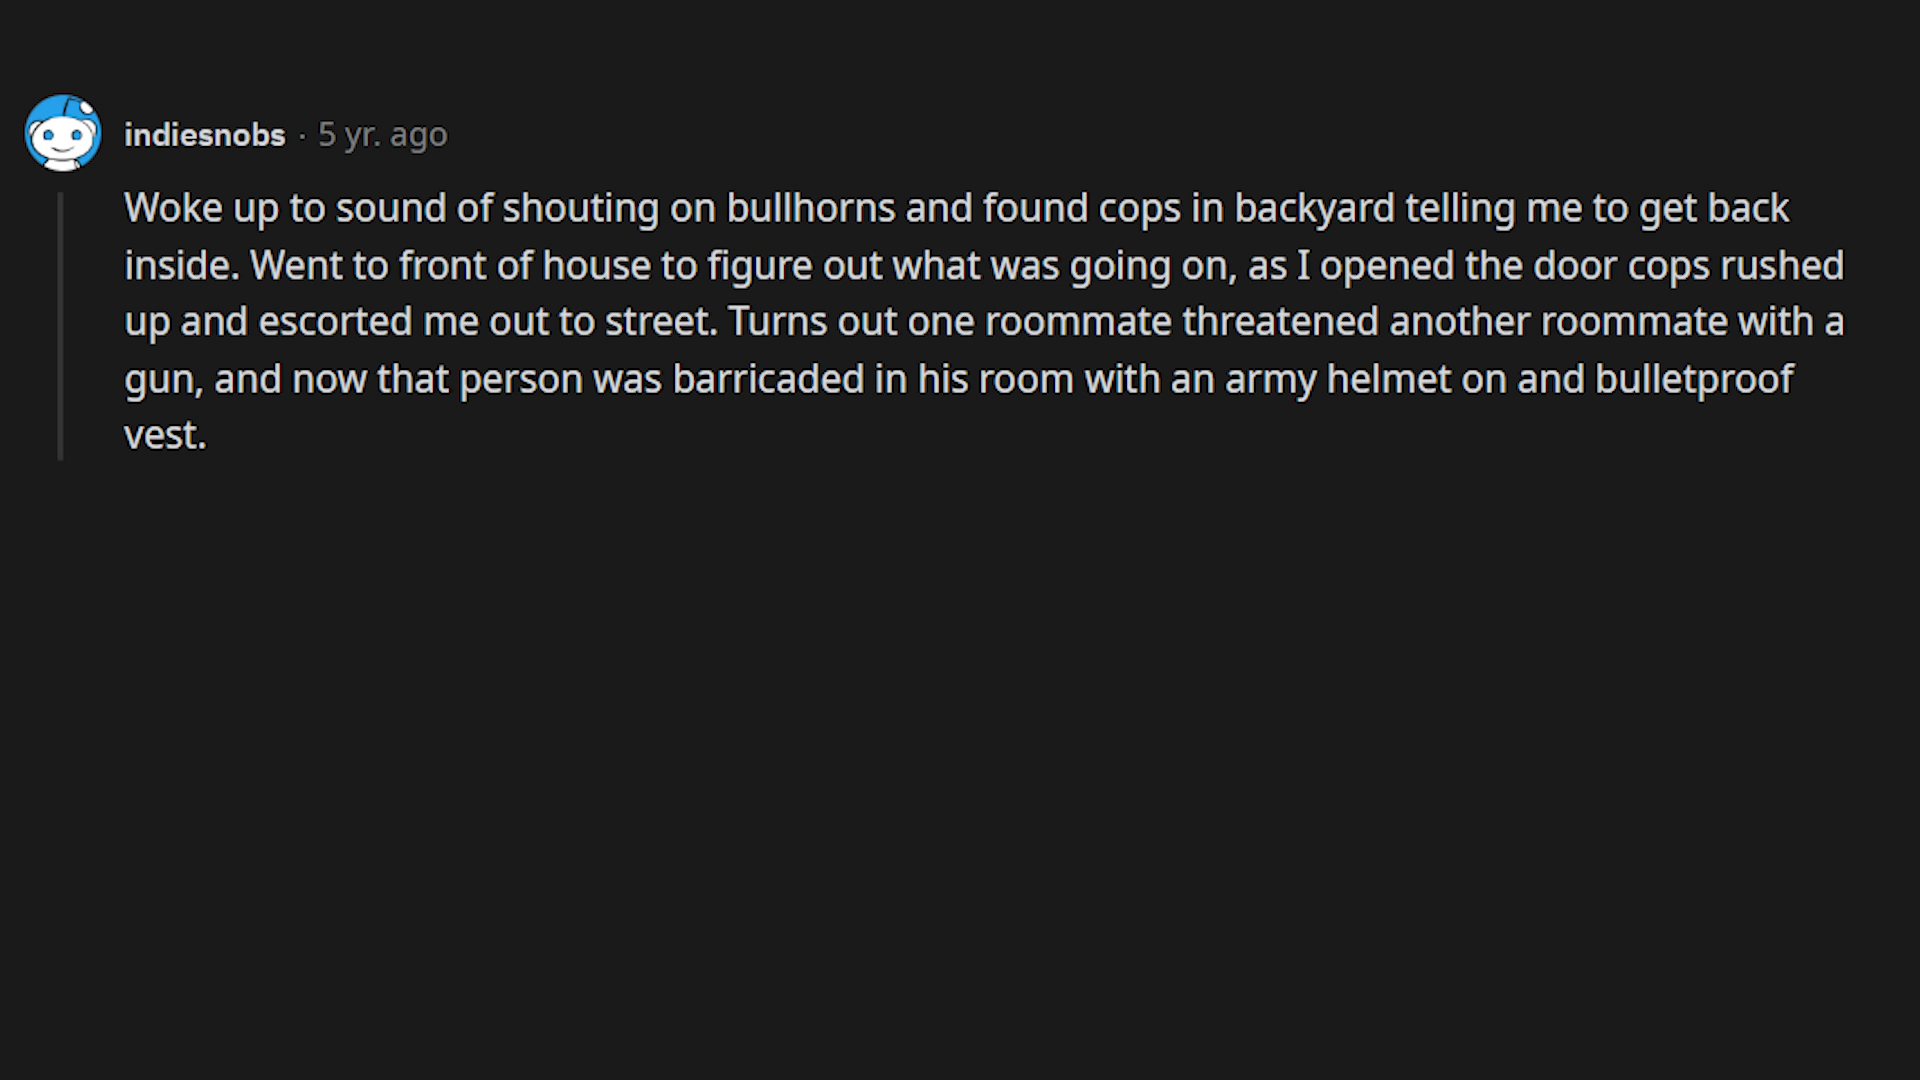 indiesnobs · 5 yr. ago
Woke up to sound of shouting on bullhorns and found cops in backyard telling me to get back
inside. Went to front of house to figure out what was going on, as I opened the door cops rushed
up and escorted me out to street. Turns out one roommate threatened another roommate with a
gun, and now that person was barricaded in his room with an army helmet on and bulletproof
vest.